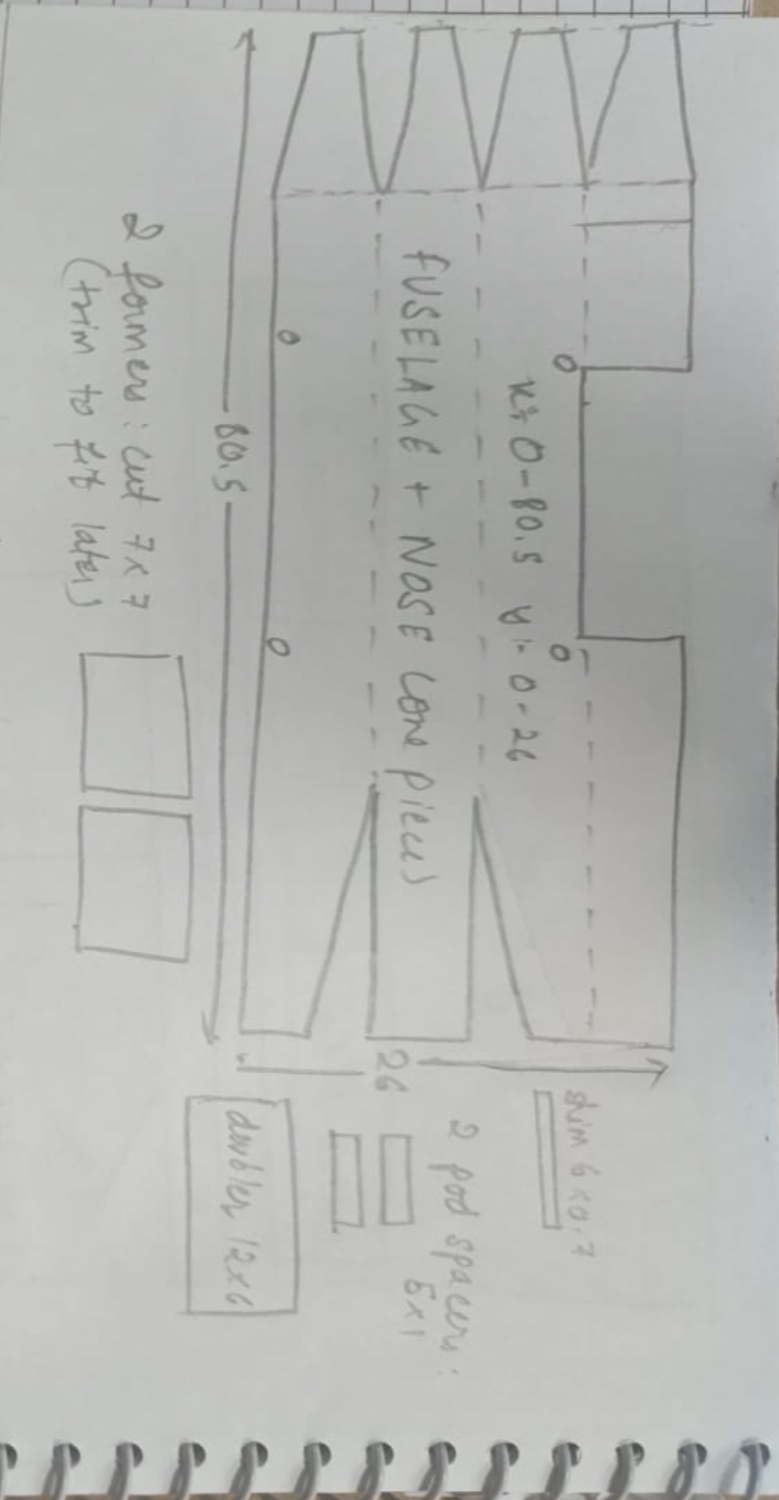 FUSELAGE + NOSE cone pieces
x: 0-80.5 y: 0-26
80.5
26
2 formers: cut 7x7
(trim to fit later)
shim 6x0.7
2 pod spacers:
5x1
doubler 12x6